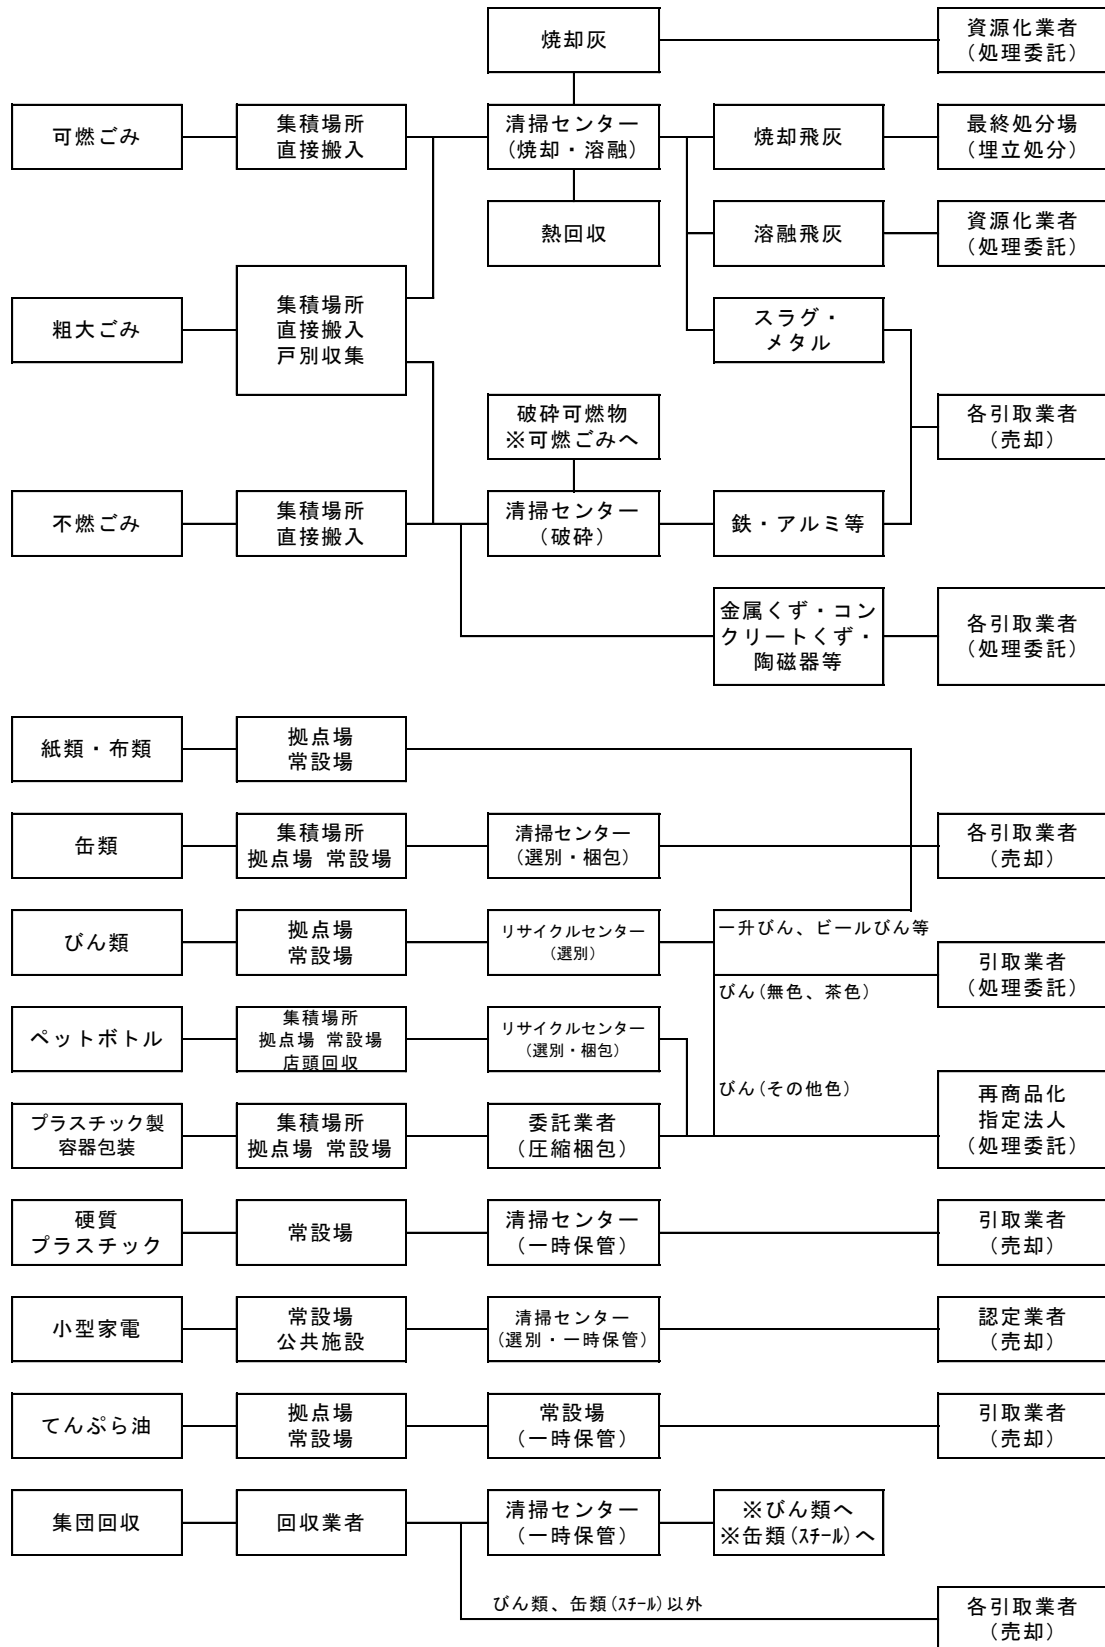 焼却灰
資源化業者
(処理委託)
可燃ごみ
集積場所
直接搬入
清掃センター
(焼却・溶融)
焼却飛灰
最終処分場
(埋立処分)
熱回収
溶融飛灰
資源化業者
(処理委託)
粗大ごみ
集積場所
直接搬入
戸別収集
スラグ・
メタル
破砕可燃物
※可燃ごみへ
各引取業者
(売却)
不燃ごみ
集積場所
直接搬入
清掃センター
(破砕)
鉄・アルミ等
金属くず・コン
クリートくず・
陶磁器等
各引取業者
(処理委託)
紙類・布類
拠点場
常設場
缶類
集積場所
拠点場 常設場
清掃センター
(選別・梱包)
各引取業者
(売却)
びん類
拠点場
常設場
リサイクルセンター
(選別)
一升びん、ビールびん等
びん(無色、茶色)
引取業者
(処理委託)
ペットボトル
集積場所
拠点場 常設場
店頭回収
リサイクルセンター
(選別・梱包)
びん(その他色)
再商品化
指定法人
(処理委託)
プラスチック製
容器包装
集積場所
拠点場 常設場
委託業者
(圧縮梱包)
硬質
プラスチック
常設場
清掃センター
(一時保管)
引取業者
(売却)
小型家電
常設場
公共施設
清掃センター
(選別・一時保管)
認定業者
(売却)
てんぷら油
拠点場
常設場
常設場
(一時保管)
引取業者
(売却)
集団回収
回収業者
清掃センター
(一時保管)
※びん類へ
※缶類(ｽﾁｰﾙ)へ
びん類、缶類(ｽﾁｰﾙ)以外
各引取業者
(売却)